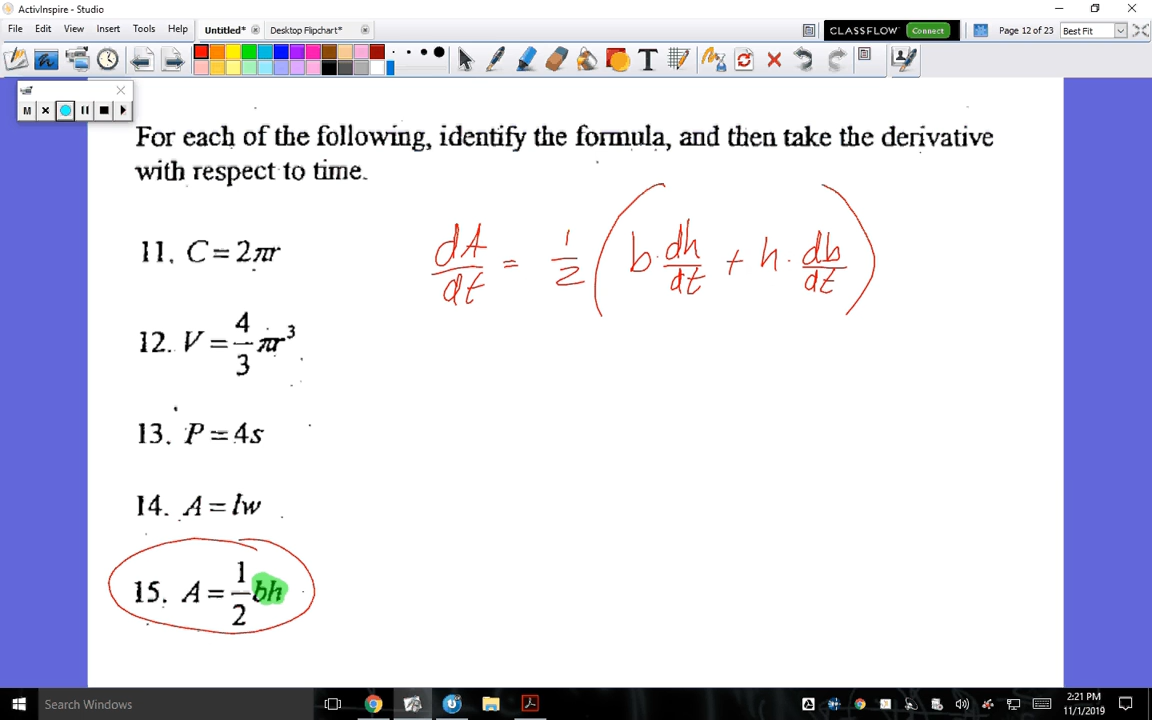 ActivInspire - Studio
File Edit View Insert Tools Help Untitled* Desktop Flipchart* CLASSFLOW Connect Page 12 of 23 Best Fit
T
M
For each of the following, identify the formula, and then take the derivative
with respect to time.
dA/dt = 1/2 (b · dh/dt + h · db/dt)
11. C = 2πr
12. V = 4/3 πr³
13. P = 4s
14. A = lw
15. A = 1/2 bh
Search Windows
2:21 PM
11/1/2019